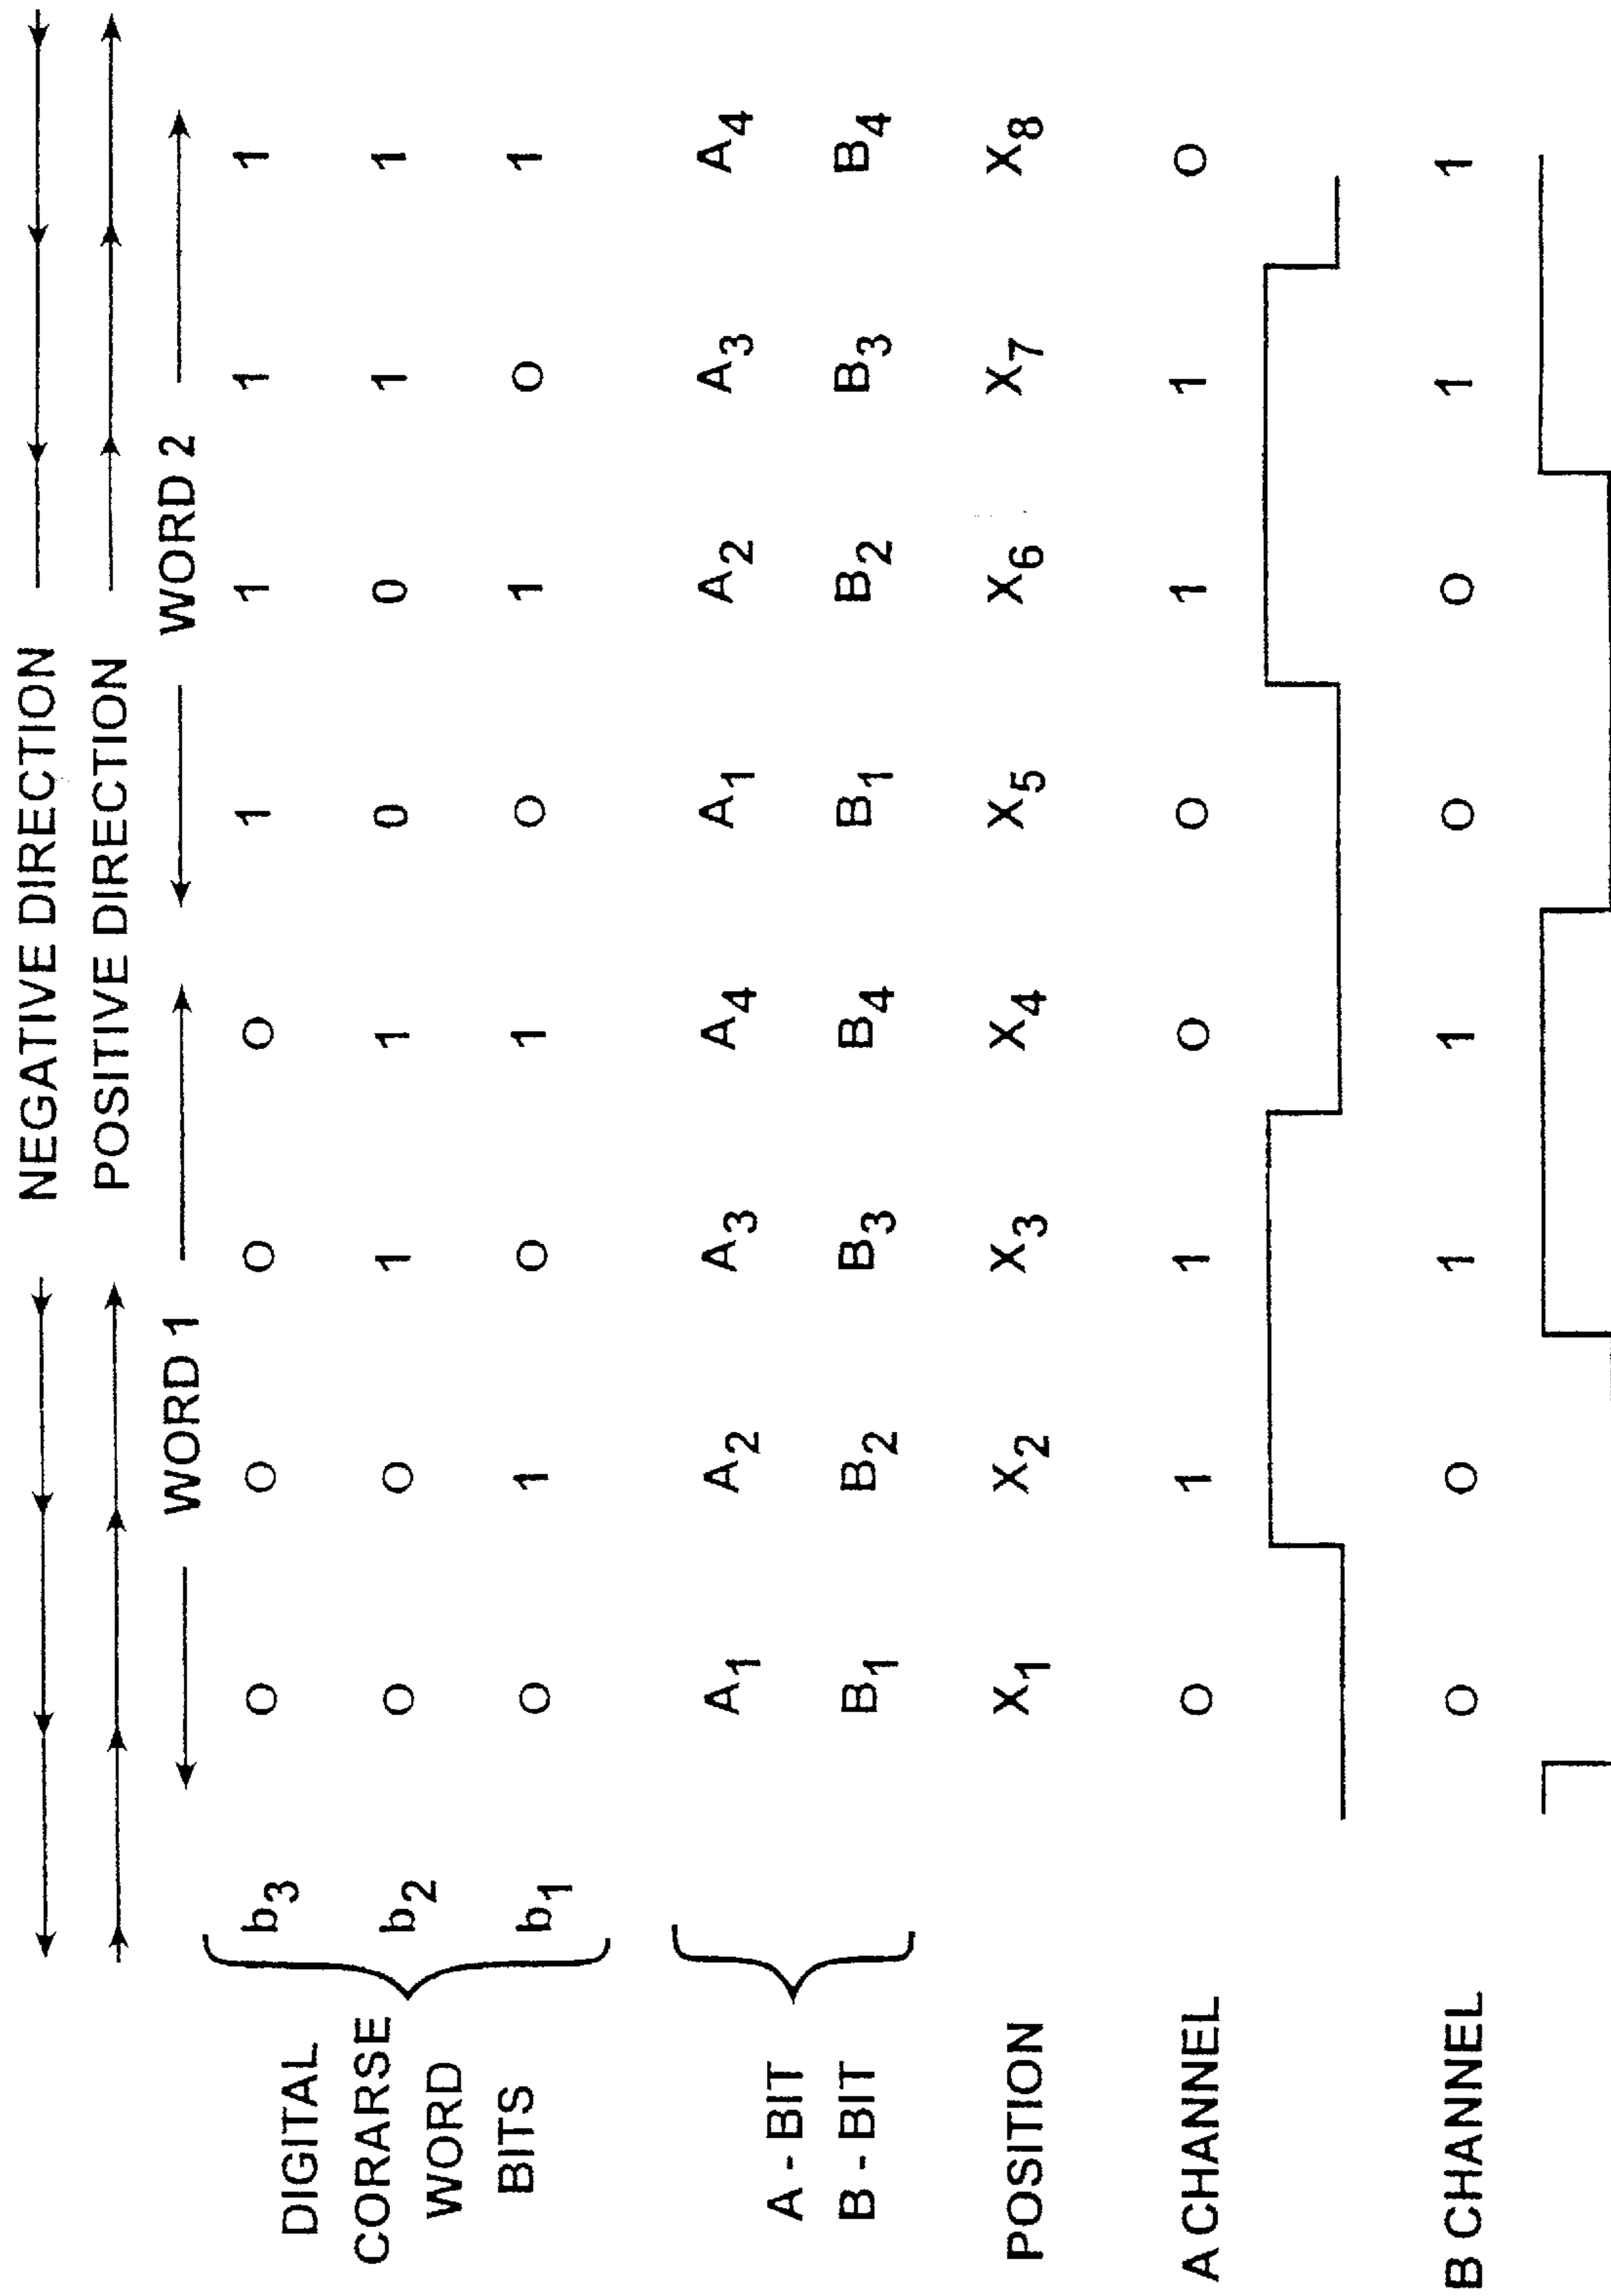 NEGATIVE DIRECTION
POSITIVE DIRECTION
WORD 1 WORD 2
b3 0 0 0 0 1 1 1 1
b2 0 0 1 1 0 0 1 1
b1 0 1 0 1 0 1 0 1
DIGITAL
CORARSE
WORD
BITS
A - BIT A1 A2 A3 A4 A1 A2 A3 A4
B - BIT B1 B2 B3 B4 B1 B2 B3 B4
POSITION X1 X2 X3 X4 X5 X6 X7 X8
A CHANNEL 0 1 1 0 0 1 1 0
B CHANNEL 0 0 1 1 0 0 1 1